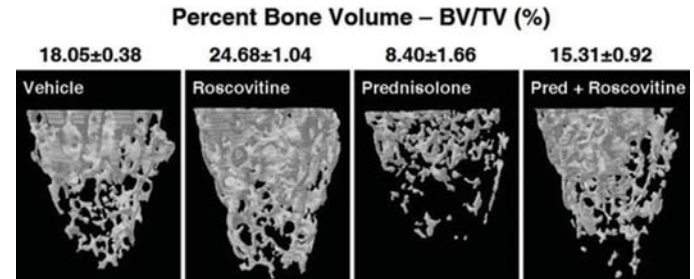 Percent Bone Volume – BV/TV (%)
18.05±0.38 24.68±1.04 8.40±1.66 15.31±0.92
Vehicle Roscovitine Prednisolone Pred + Roscovitine